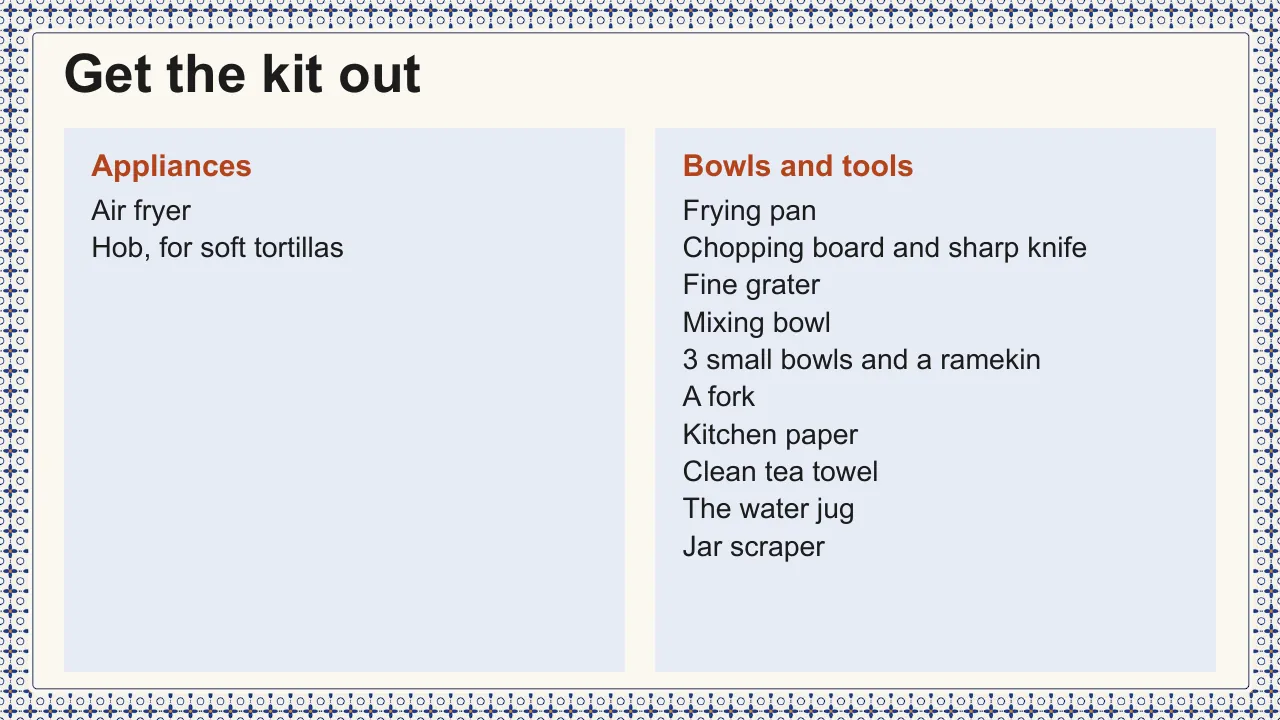 Get the kit out
Appliances
Air fryer
Hob, for soft tortillas
Bowls and tools
Frying pan
Chopping board and sharp knife
Fine grater
Mixing bowl
3 small bowls and a ramekin
A fork
Kitchen paper
Clean tea towel
The water jug
Jar scraper